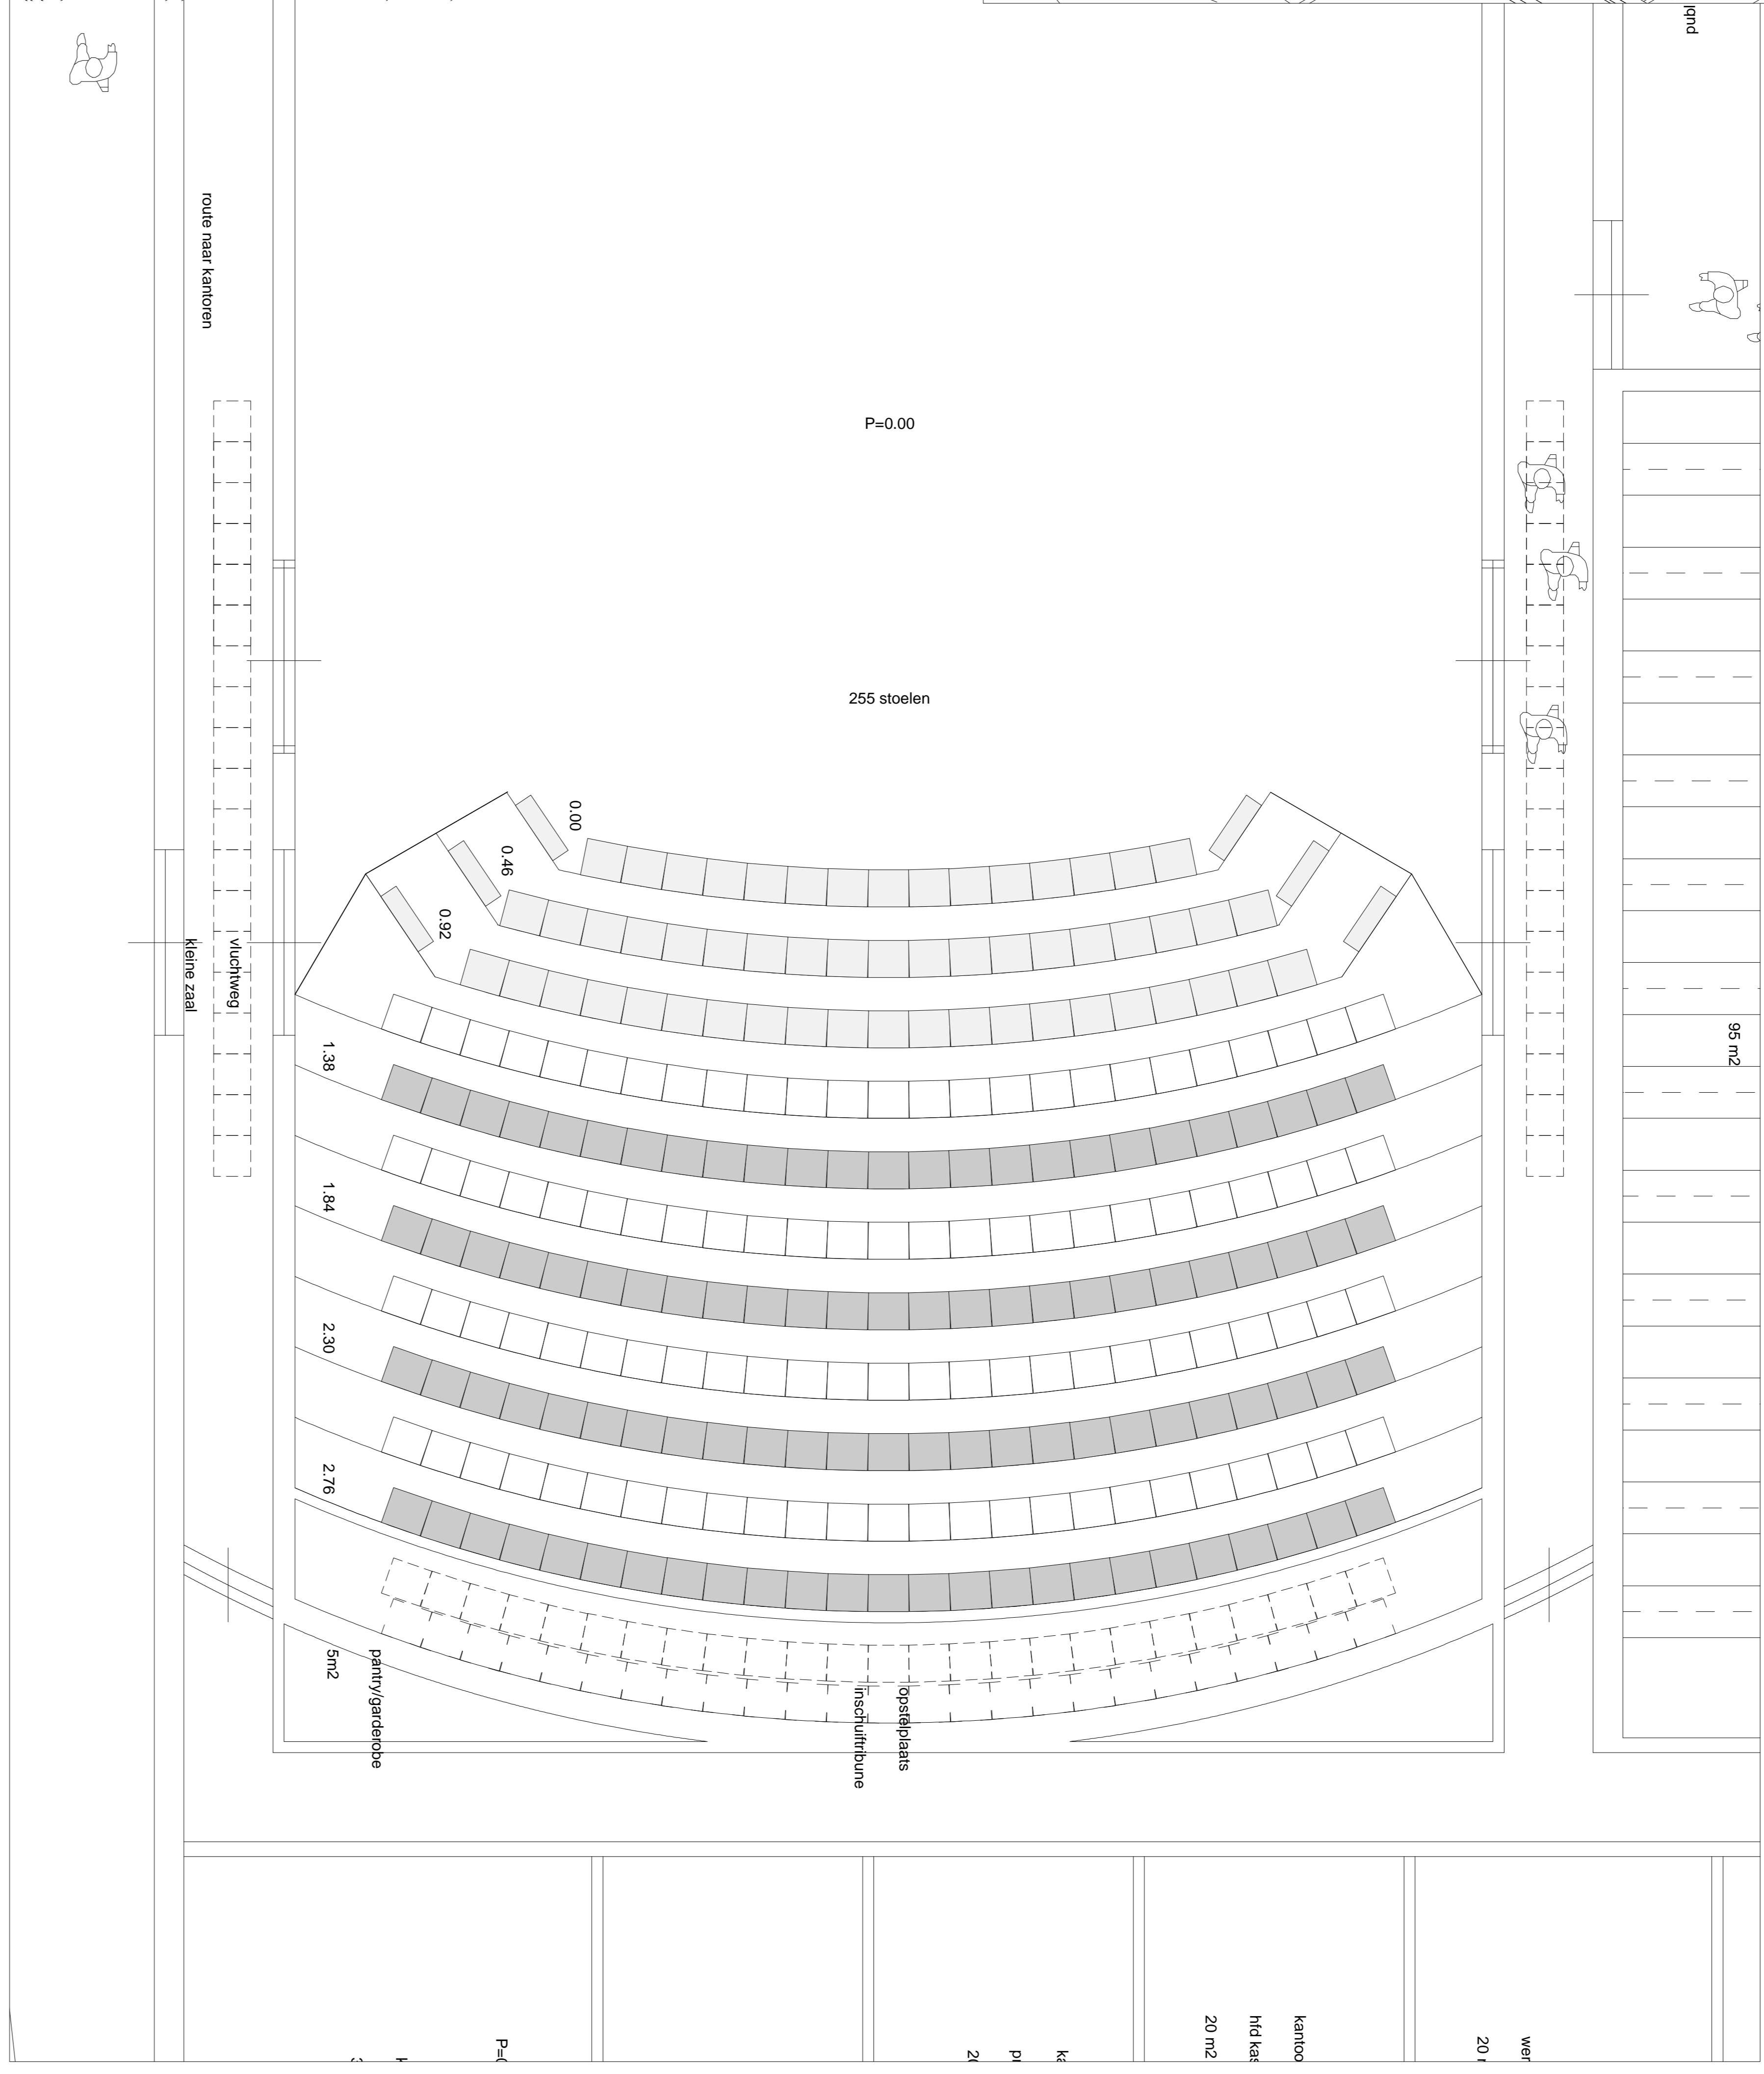 route naar kantoren
P=0.00
255 stoelen
0.00
0.46
0.92
kleine zaal
vluchtweg
95 m2
1.38
1.84
2.30
2.76
pantry/garderobe
5m2
opstelplaats
inschuiftribune
kantoo
hfd kas
20 m2
wer